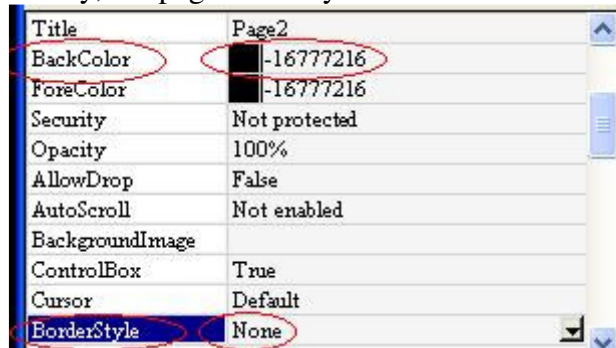 Title Page2
BackColor -16777216
ForeColor -16777216
Security Not protected
Opacity 100%
AllowDrop False
AutoScroll Not enabled
BackgroundImage
ControlBox True
Cursor Default
BorderStyle None